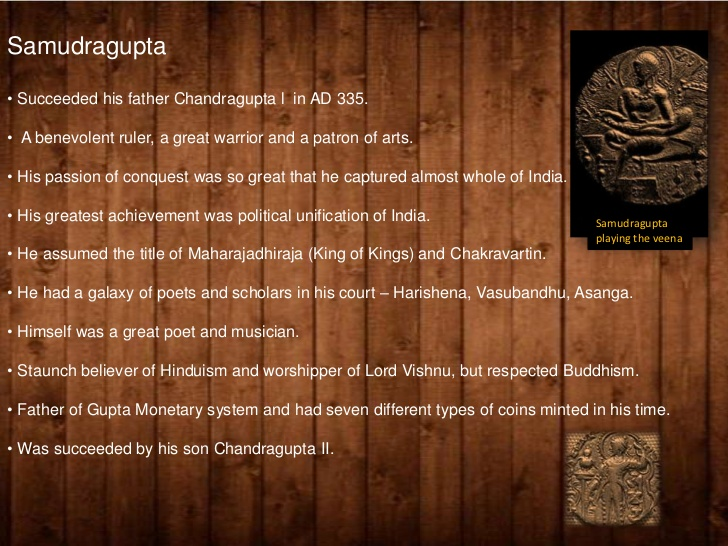 Samudragupta
• Succeeded his father Chandragupta I in AD 335.
• A benevolent ruler, a great warrior and a patron of arts.
• His passion of conquest was so great that he captured almost whole of India.
• His greatest achievement was political unification of India.
Samudragupta
playing the veena
• He assumed the title of Maharajadhiraja (King of Kings) and Chakravartin.
• He had a galaxy of poets and scholars in his court – Harishena, Vasubandhu, Asanga.
• Himself was a great poet and musician.
• Staunch believer of Hinduism and worshipper of Lord Vishnu, but respected Buddhism.
• Father of Gupta Monetary system and had seven different types of coins minted in his time.
• Was succeeded by his son Chandragupta II.